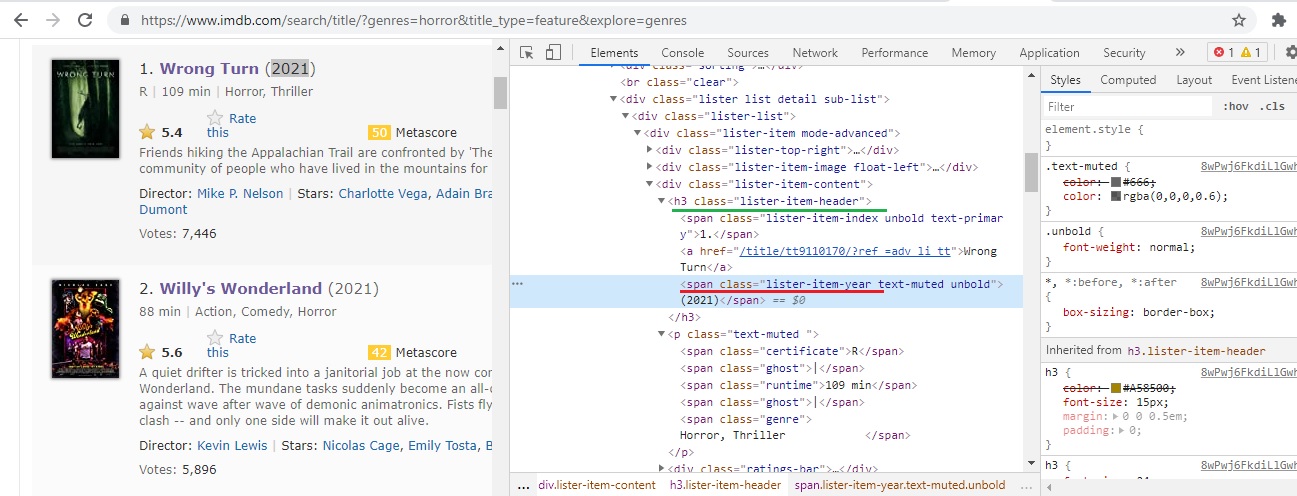 https://www.imdb.com/search/title/?genres=horror&title_type=feature&explore=genres
WRONG TURN
1. Wrong Turn (2021)
R | 109 min | Horror, Thriller
5.4
Rate this
50 Metascore
Friends hiking the Appalachian Trail are confronted by 'The
community of people who have lived in the mountains for
Director: Mike P. Nelson | Stars: Charlotte Vega, Adain Bra
Dumont
Votes: 7,446
2. Willy's Wonderland (2021)
88 min | Action, Comedy, Horror
5.6
Rate this
42 Metascore
A quiet drifter is tricked into a janitorial job at the now con
Wonderland. The mundane tasks suddenly become an all-o
against wave after wave of demonic animatronics. Fists fly
clash -- and only one side will make it out alive.
Director: Kevin Lewis | Stars: Nicolas Cage, Emily Tosta, B
Votes: 5,896
Elements Console Sources Network Performance Memory Application Security » 1 1
<div class="sorting">…</div>
<br class="clear">
<div class="lister list detail sub-list">
<div class="lister-list">
<div class="lister-item mode-advanced">
<div class="lister-top-right">…</div>
<div class="lister-item-image float-left">…</div>
<div class="lister-item-content">
<h3 class="lister-item-header">
<span class="lister-item-index unbold text-primar
y">1.</span>
<a href="/title/tt9110170/?ref_=adv_li_tt">Wrong
Turn</a>
… <span class="lister-item-year text-muted unbold">
(2021)</span> == $0
</h3>
<p class="text-muted ">
<span class="certificate">R</span>
<span class="ghost">|</span>
<span class="runtime">109 min</span>
<span class="ghost">|</span>
<span class="genre">
Horror, Thriller </span>
</p>
<div class="ratings-bar">…</div>
… div.lister-item-content h3.lister-item-header span.lister-item-year.text-muted.unbold …
Styles Computed Layout Event Listene
Filter :hov .cls
element.style {
}
.text-muted { 8wPwj6FkdiLlGwh
color: #666;
color: rgba(0,0,0,0.6);
}
.unbold { 8wPwj6FkdiLlGwh
font-weight: normal;
}
*, *:before, *:after 8wPwj6FkdiLlGwh
{
box-sizing: border-box;
}
Inherited from h3.lister-item-header
h3 { 8wPwj6FkdiLlGwh
color: #A58500;
font-size: 15px;
margin: 0 0 0.5em;
padding: 0;
}
h3 { 8wPwj6FkdiLlGwh